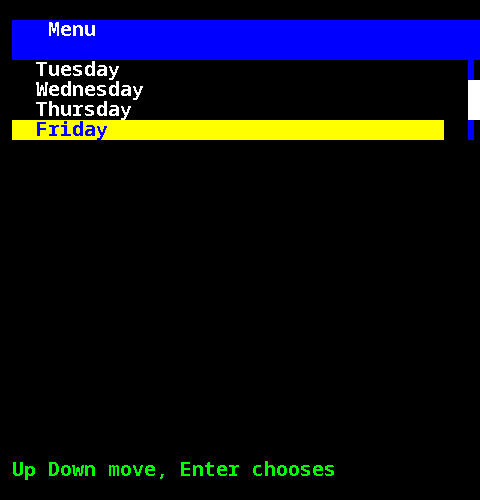 Menu
Tuesday
Wednesday
Thursday
Friday
Up Down move, Enter chooses